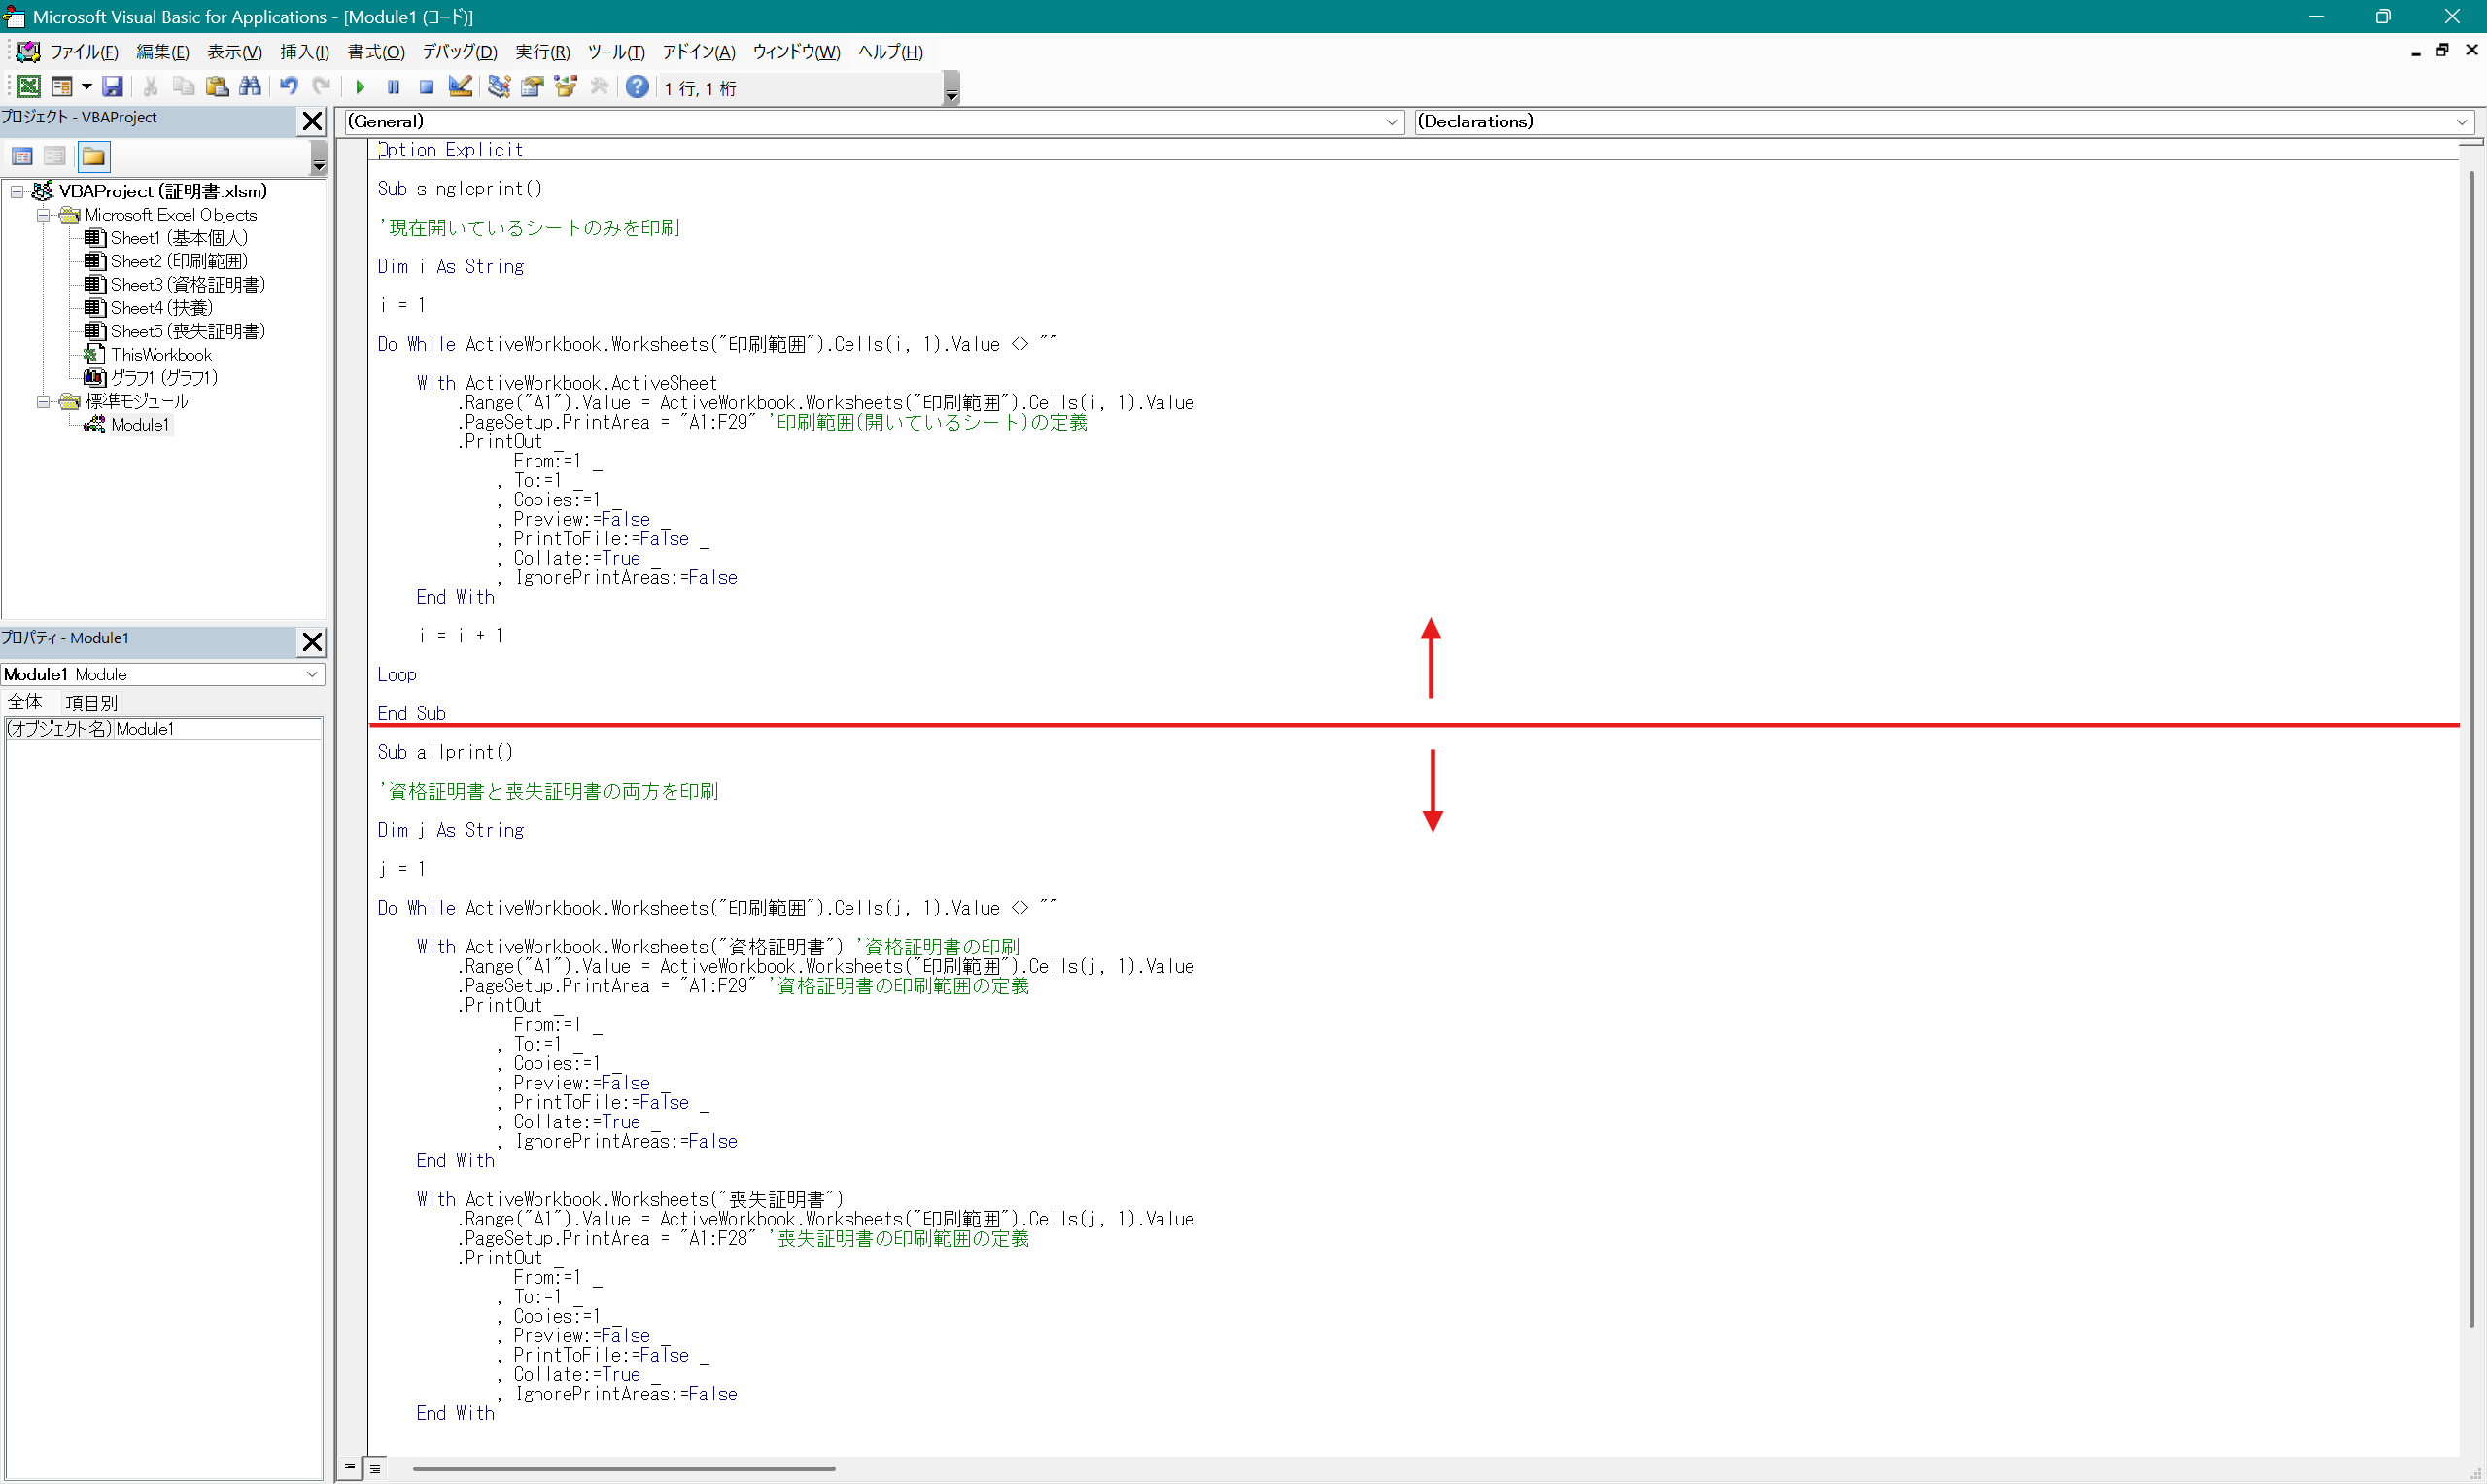 Microsoft Visual Basic for Applications - [Module1 (コード)]
ファイル(F) 編集(E) 表示(V) 挿入(I) 書式(O) デバッグ(D) 実行(R) ツール(T) アドイン(A) ウィンドウ(W) ヘルプ(H)
1 行, 1 桁
プロジェクト - VBAProject
VBAProject (証明書.xlsm)
Microsoft Excel Objects
Sheet1 (基本個人)
Sheet2 (印刷範囲)
Sheet3 (資格証明書)
Sheet4 (扶養)
Sheet5 (喪失証明書)
ThisWorkbook
グラフ1 (グラフ1)
標準モジュール
Module1
プロパティ - Module1
Module1 Module
全体 項目別
(オブジェクト名) Module1
(General) (Declarations)
Option Explicit
Sub singleprint()
'現在開いているシートのみを印刷
Dim i As String
i = 1
Do While ActiveWorkbook.Worksheets("印刷範囲").Cells(i, 1).Value <> ""
With ActiveWorkbook.ActiveSheet
.Range("A1").Value = ActiveWorkbook.Worksheets("印刷範囲").Cells(i, 1).Value
.PageSetup.PrintArea = "A1:F29" '印刷範囲(開いているシート)の定義
.PrintOut _
From:=1 _
, To:=1 _
, Copies:=1 _
, Preview:=False _
, PrintToFile:=False _
, Collate:=True _
, IgnorePrintAreas:=False
End With
i = i + 1
Loop
End Sub
Sub allprint()
'資格証明書と喪失証明書の両方を印刷
Dim j As String
j = 1
Do While ActiveWorkbook.Worksheets("印刷範囲").Cells(j, 1).Value <> ""
With ActiveWorkbook.Worksheets("資格証明書") '資格証明書の印刷
.Range("A1").Value = ActiveWorkbook.Worksheets("印刷範囲").Cells(j, 1).Value
.PageSetup.PrintArea = "A1:F29" '資格証明書の印刷範囲の定義
.PrintOut _
From:=1 _
, To:=1 _
, Copies:=1 _
, Preview:=False _
, PrintToFile:=False _
, Collate:=True _
, IgnorePrintAreas:=False
End With
With ActiveWorkbook.Worksheets("喪失証明書")
.Range("A1").Value = ActiveWorkbook.Worksheets("印刷範囲").Cells(j, 1).Value
.PageSetup.PrintArea = "A1:F28" '喪失証明書の印刷範囲の定義
.PrintOut _
From:=1 _
, To:=1 _
, Copies:=1 _
, Preview:=False _
, PrintToFile:=False _
, Collate:=True _
, IgnorePrintAreas:=False
End With